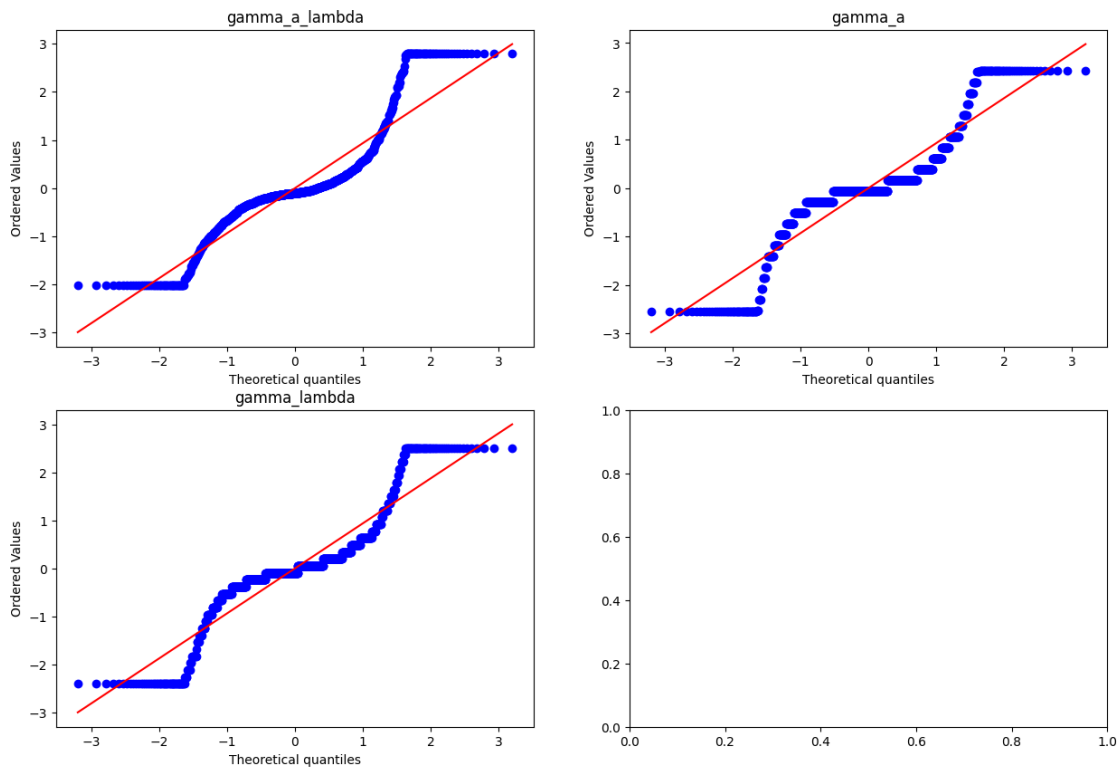 gamma_a_lambda
3
2
1
0
−1
−2
−3
Ordered Values
−3 −2 −1 0 1 2 3
Theoretical quantiles
gamma_a
3
2
1
0
−1
−2
−3
Ordered Values
−3 −2 −1 0 1 2 3
Theoretical quantiles
gamma_lambda
3
2
1
0
−1
−2
−3
Ordered Values
−3 −2 −1 0 1 2 3
Theoretical quantiles
1.0
0.8
0.6
0.4
0.2
0.0
0.0 0.2 0.4 0.6 0.8 1.0